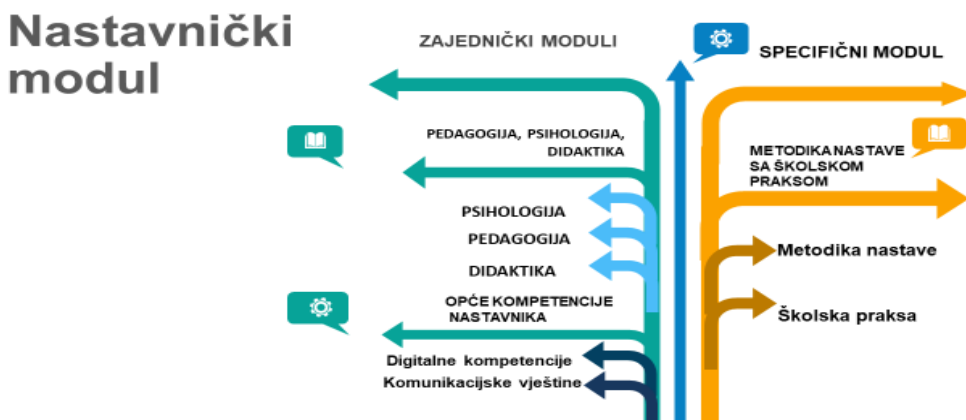 Nastavnički
modul
ZAJEDNIČKI MODULI
SPECIFIČNI MODUL
PEDAGOGIJA, PSIHOLOGIJA,
DIDAKTIKA
PSIHOLOGIJA
PEDAGOGIJA
DIDAKTIKA
OPĆE KOMPETENCIJE
NASTAVNIKA
Digitalne kompetencije
Komunikacijske vještine
METODIKA NASTAVE
SA ŠKOLSKOM
PRAKSOM
Metodika nastave
Školska praksa